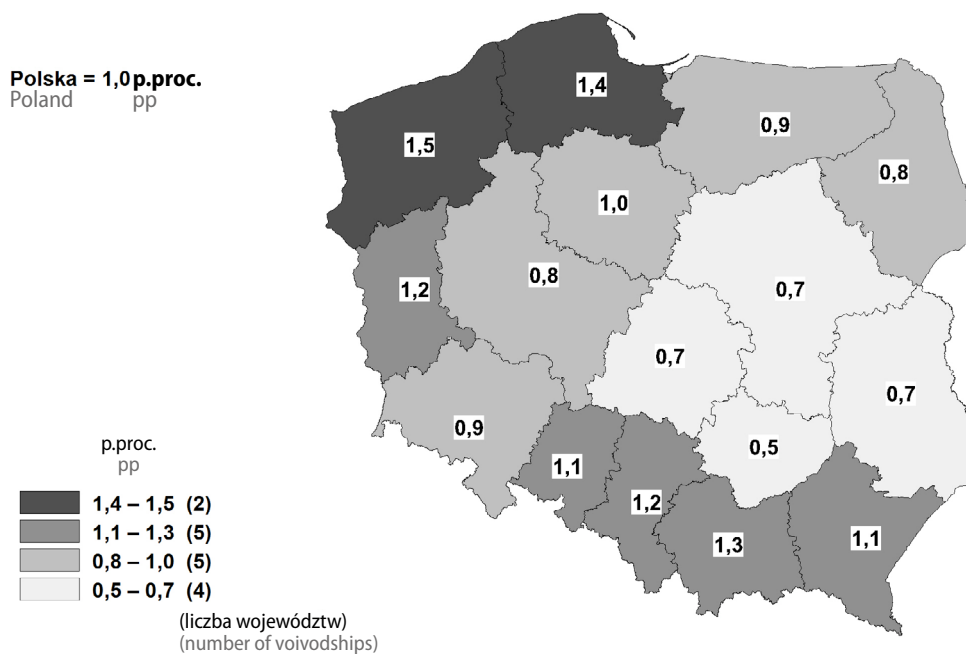 Polska = 1,0 p.proc.
Poland pp
1,4
1,5
0,9
0,8
1,0
1,2
0,8
0,7
0,7
0,7
0,9
0,5
1,1
1,2
1,3
1,1
p.proc.
pp
1,4 – 1,5 (2)
1,1 – 1,3 (5)
0,8 – 1,0 (5)
0,5 – 0,7 (4)
(liczba województw)
(number of voivodships)